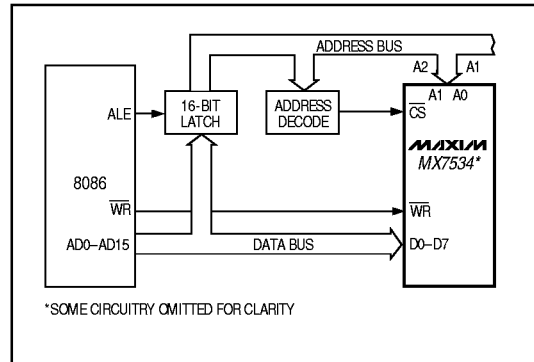 ADDRESS BUS
A2 A1
A1 A0
ALE
16-BIT
LATCH
ADDRESS
DECODE
CS
MAXIM
MX7534*
8086
WR
WR
AD0–AD15
DATA BUS
D0–D7
*SOME CIRCUITRY OMITTED FOR CLARITY